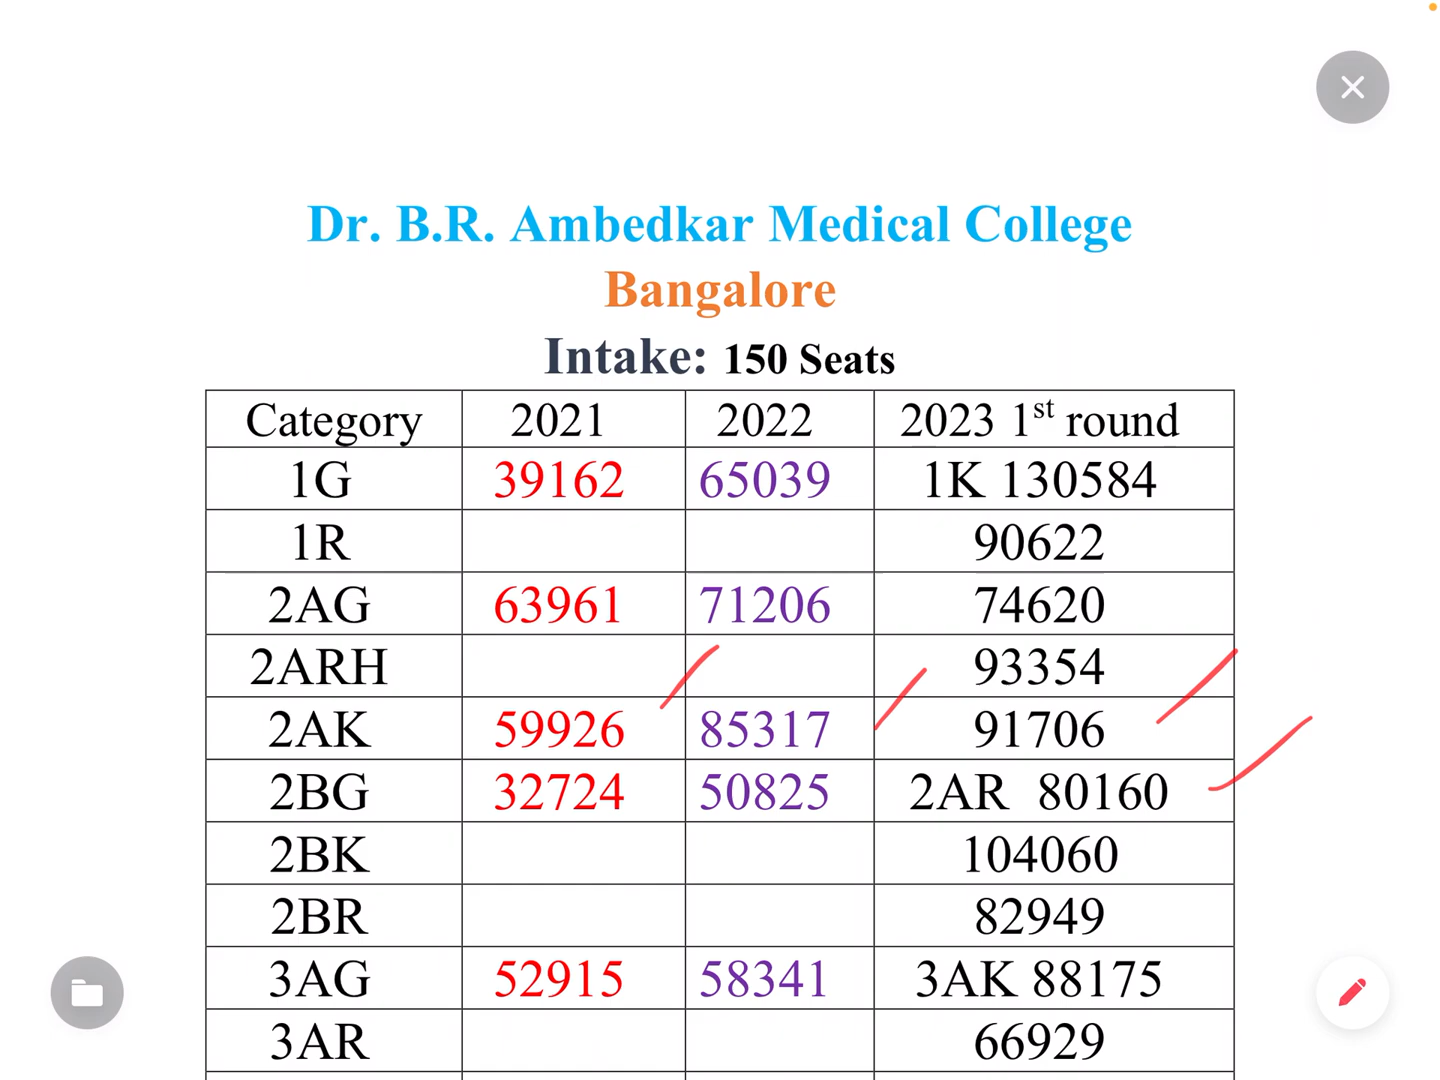 Dr. B.R. Ambedkar Medical College
Bangalore
Intake: 150 Seats
Category 2021 2022 2023 1st round
1G 39162 65039 1K 130584
1R 90622
2AG 63961 71206 74620
2ARH 93354
2AK 59926 85317 91706
2BG 32724 50825 2AR 80160
2BK 104060
2BR 82949
3AG 52915 58341 3AK 88175
3AR 66929